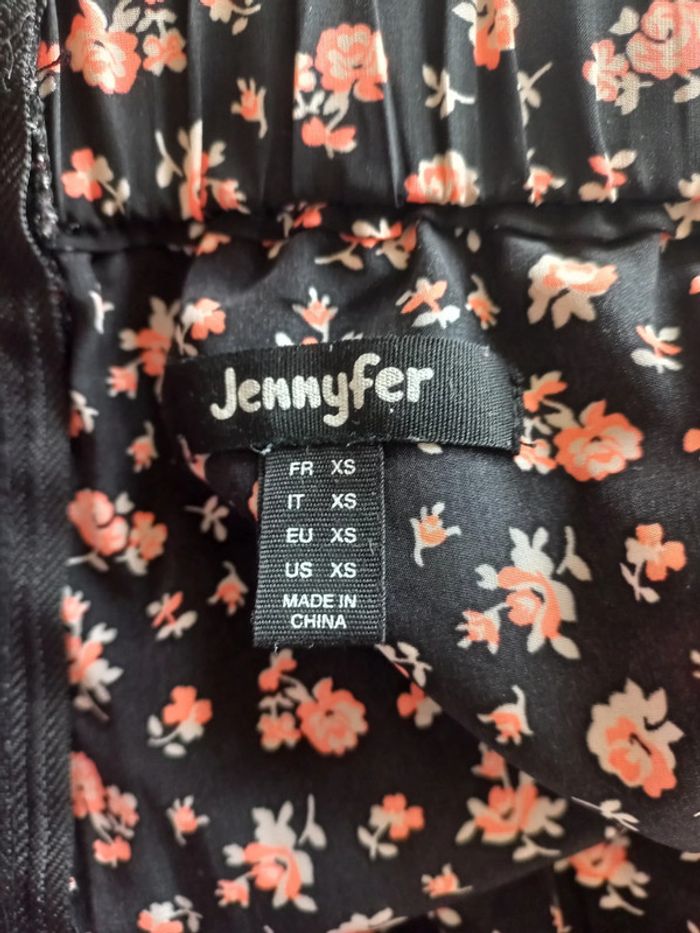 Jennyfer
FR XS
IT XS
EU XS
US XS
MADE IN
CHINA